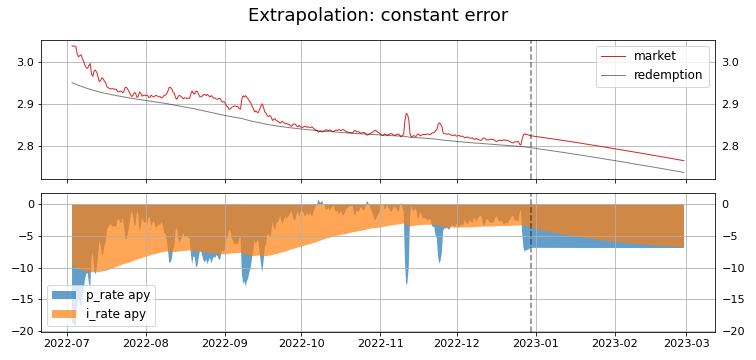 Extrapolation: constant error
3.0
2.9
2.8
3.0
2.9
2.8
market
redemption
0
−5
−10
−15
−20
0
−5
−10
−15
−20
p_rate apy
i_rate apy
2022-07 2022-08 2022-09 2022-10 2022-11 2022-12 2023-01 2023-02 2023-03